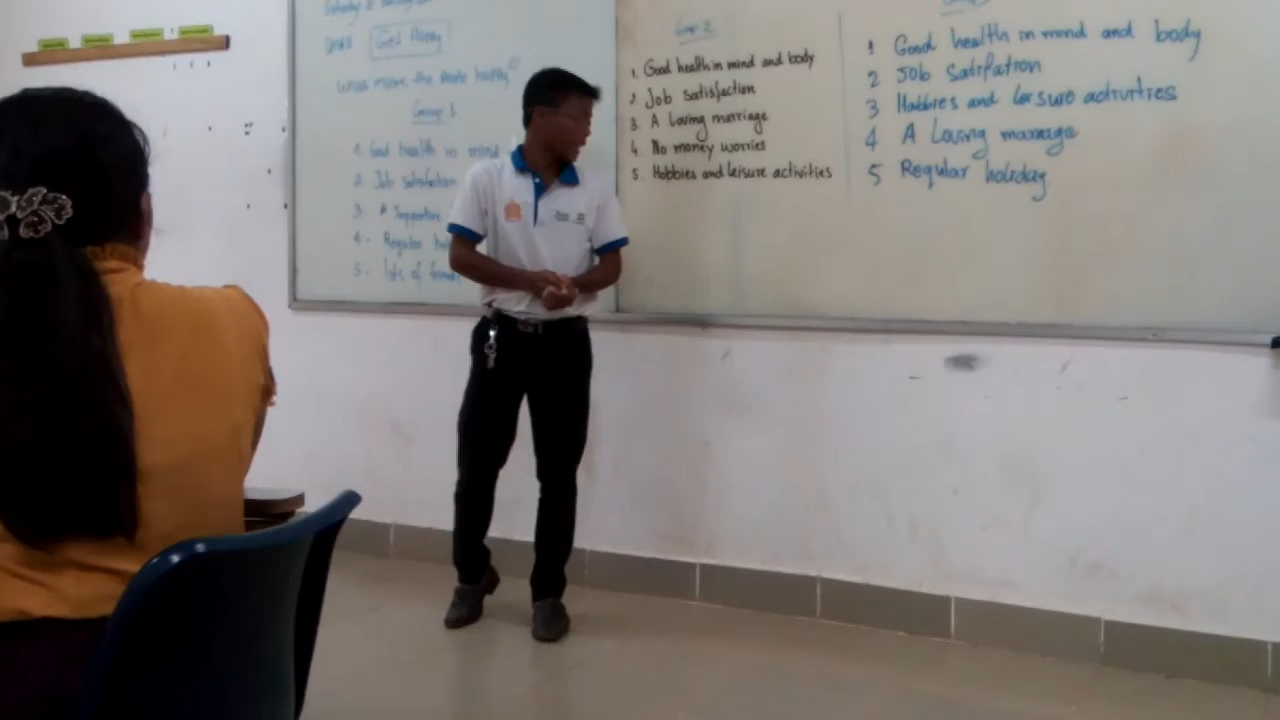 Get Happy
Group 1
1. Good health in mind
2. Job satisfaction
3. A Supportive
4- Regular
5- lots of
Group 2
1. Good health in mind and body
2. Job satisfaction
3. A Loving marriage
4. No money worries
5. Hobbies and leisure activities
1 Good health in mind and body
2 Job Satifation
3 Hobbies and leisure activities
4 A Loving marrage
5 Regular holiday